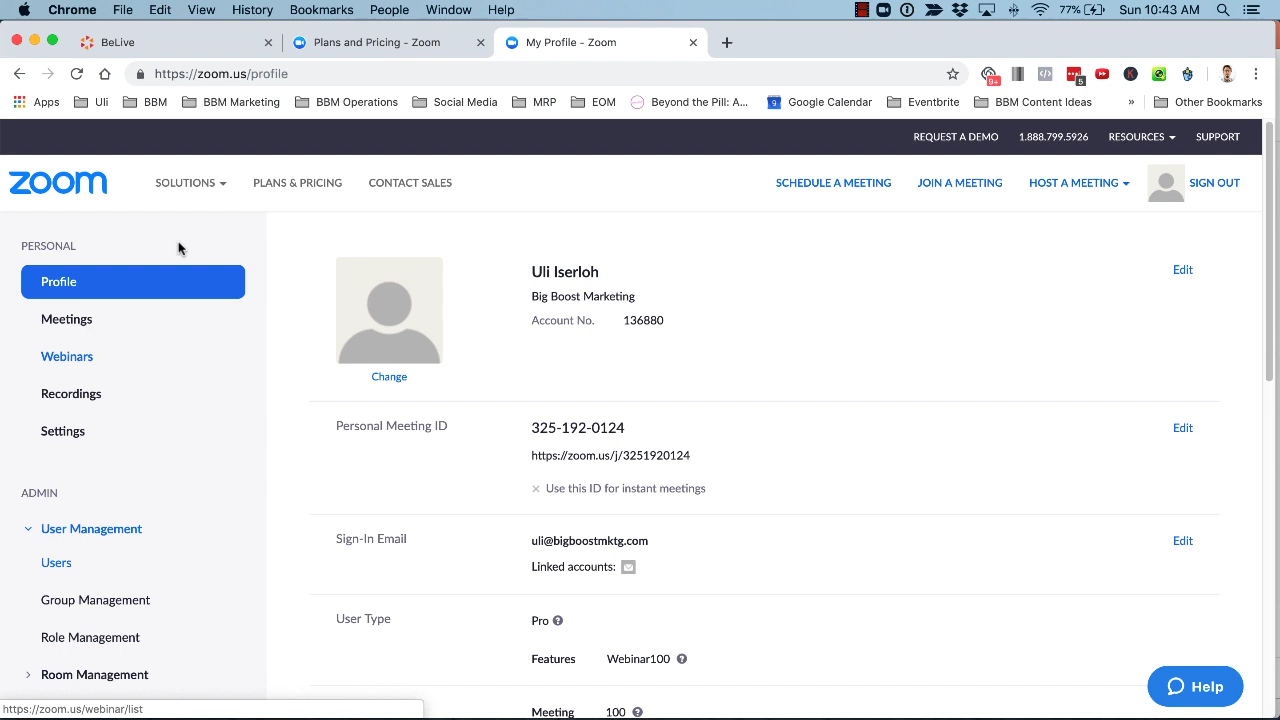 Chrome File Edit View History Bookmarks People Window Help 77% Sun 10:43 AM
BeLive Plans and Pricing - Zoom My Profile - Zoom
https://zoom.us/profile 9+ 5 K
Apps Uli BBM BBM Marketing BBM Operations Social Media MRP EOM Beyond the Pit: A... 9 Google Calendar Eventbrite BBM Content Ideas » Other Bookmarks
REQUEST A DEMO 1.888.799.5926 RESOURCES SUPPORT
zoom SOLUTIONS PLANS & PRICING CONTACT SALES SCHEDULE A MEETING JOIN A MEETING HOST A MEETING SIGN OUT
PERSONAL
Profile
Meetings
Webinars
Recordings
Settings
ADMIN
User Management
Users
Group Management
Role Management
Room Management
https://zoom.us/webinar/list
Change
Uli Iserloh Edit
Big Boost Marketing
Account No. 136880
Personal Meeting ID 325-192-0124 Edit
https://zoom.us/j/3251920124
× Use this ID for instant meetings
Sign-In Email uli@bigboostmktg.com Edit
Linked accounts:
User Type Pro ?
Features Webinar100 ?
Meeting 100 ?
Help